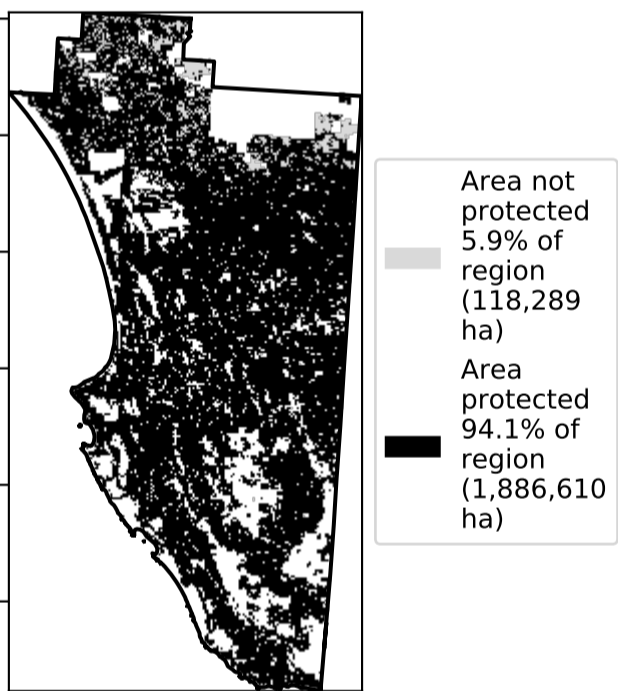 Area not
protected
5.9% of
region
(118,289
ha)
Area
protected
94.1% of
region
(1,886,610
ha)